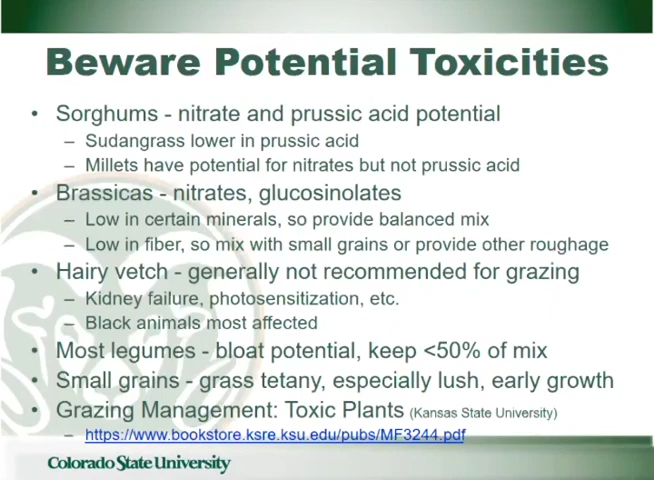 Beware Potential Toxicities
• Sorghums - nitrate and prussic acid potential
– Sudangrass lower in prussic acid
– Millets have potential for nitrates but not prussic acid
• Brassicas - nitrates, glucosinolates
– Low in certain minerals, so provide balanced mix
– Low in fiber, so mix with small grains or provide other roughage
• Hairy vetch - generally not recommended for grazing
– Kidney failure, photosensitization, etc.
– Black animals most affected
• Most legumes - bloat potential, keep <50% of mix
• Small grains - grass tetany, especially lush, early growth
• Grazing Management: Toxic Plants (Kansas State University)
– https://www.bookstore.ksre.ksu.edu/pubs/MF3244.pdf
Colorado State University